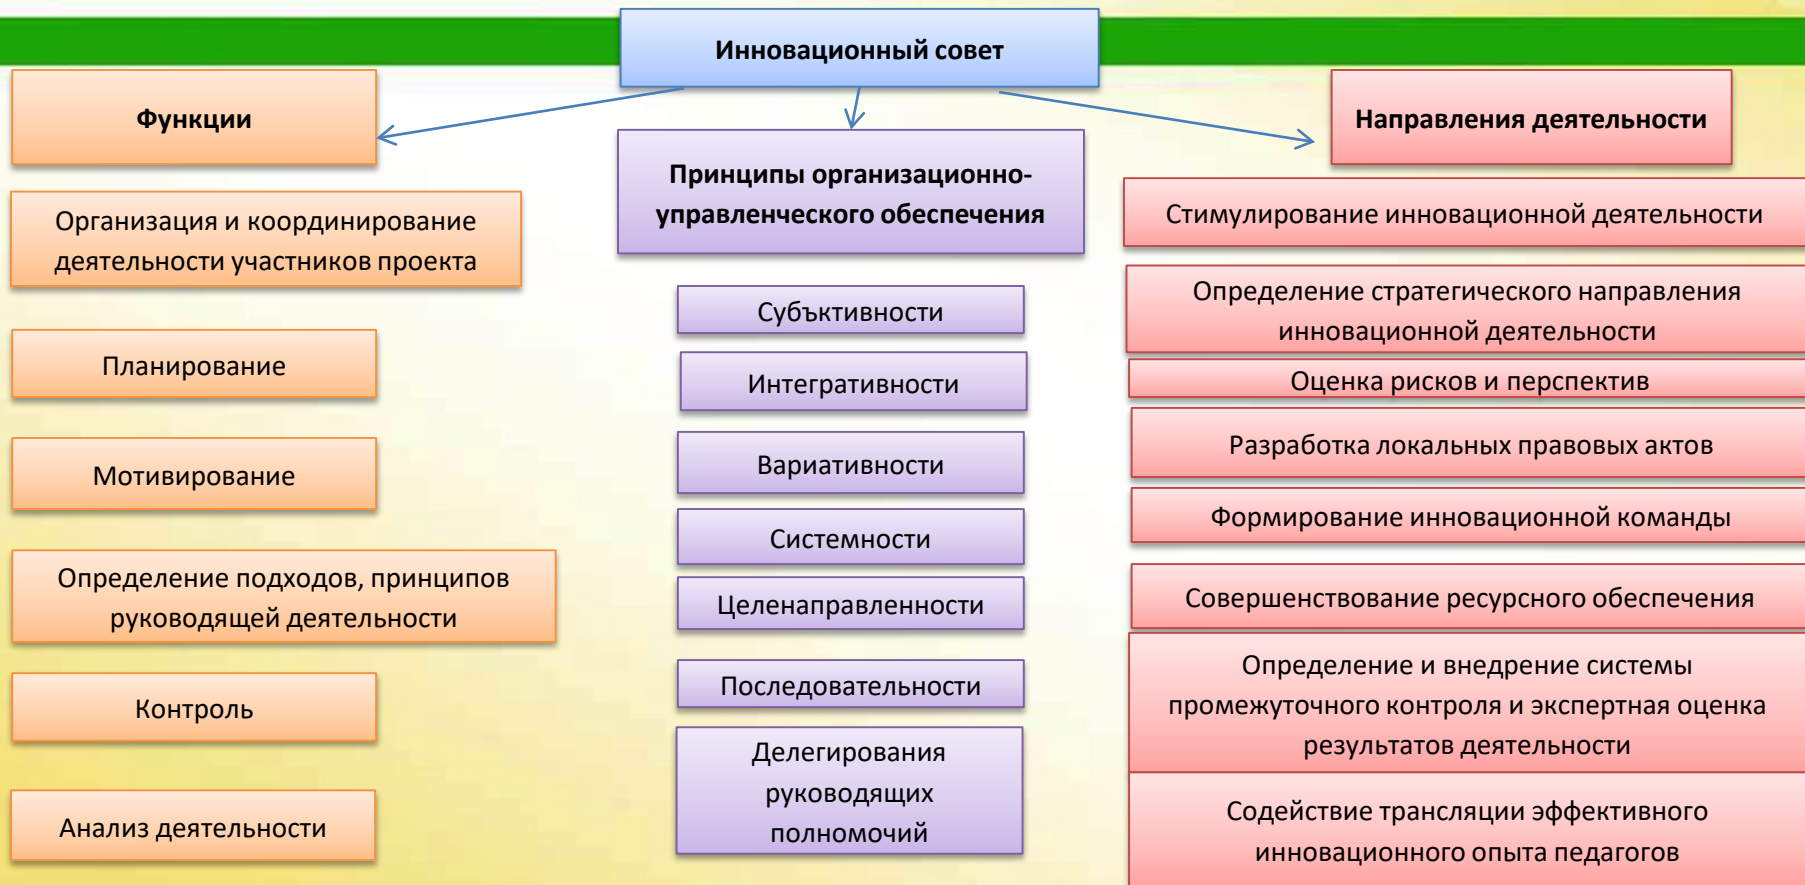 Инновационный совет
Функции
Организация и координирование
деятельности участников проекта
Планирование
Мотивирование
Определение подходов, принципов
руководящей деятельности
Контроль
Анализ деятельности
Принципы организационно-
управленческого обеспечения
Субъктивности
Интегративности
Вариативности
Системности
Целенаправленности
Последовательности
Делегирования
руководящих
полномочий
Направления деятельности
Стимулирование инновационной деятельности
Определение стратегического направления
инновационной деятельности
Оценка рисков и перспектив
Разработка локальных правовых актов
Формирование инновационной команды
Совершенствование ресурсного обеспечения
Определение и внедрение системы
промежуточного контроля и экспертная оценка
результатов деятельности
Содействие трансляции эффективного
инновационного опыта педагогов